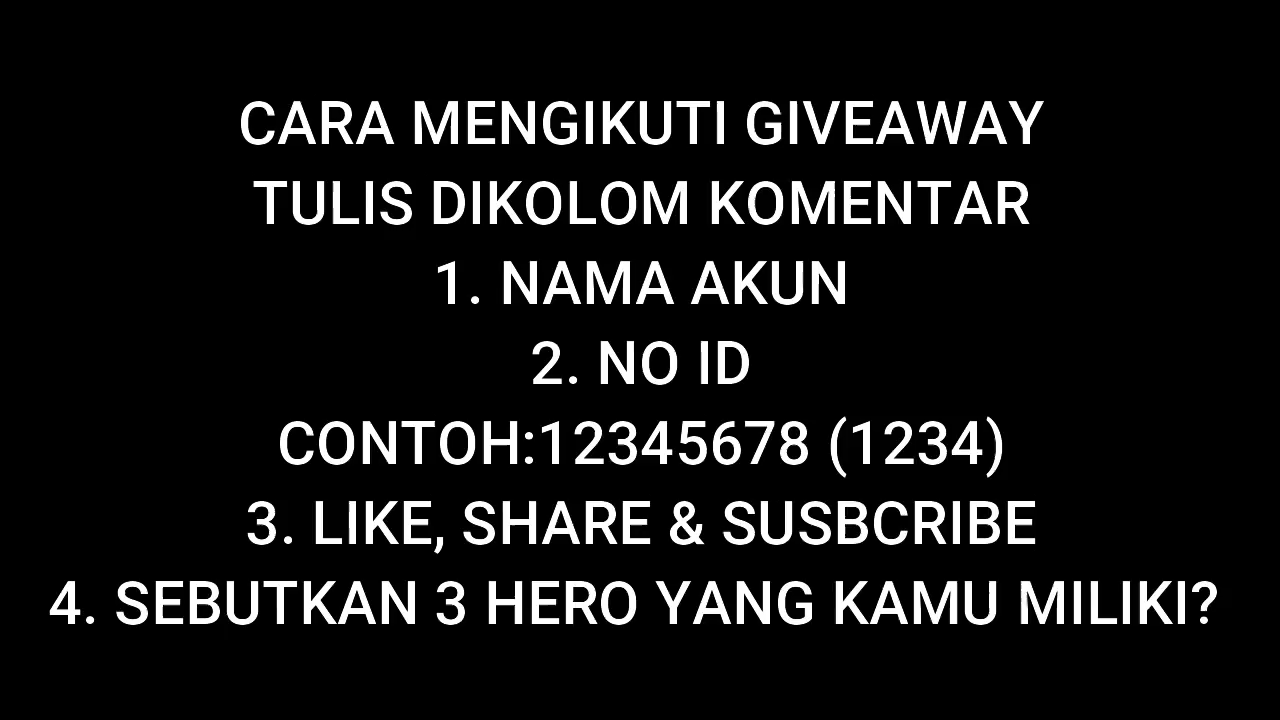 CARA MENGIKUTI GIVEAWAY
TULIS DIKOLOM KOMENTAR
1. NAMA AKUN
2. NO ID
CONTOH:12345678 (1234)
3. LIKE, SHARE & SUSBCRIBE
4. SEBUTKAN 3 HERO YANG KAMU MILIKI?